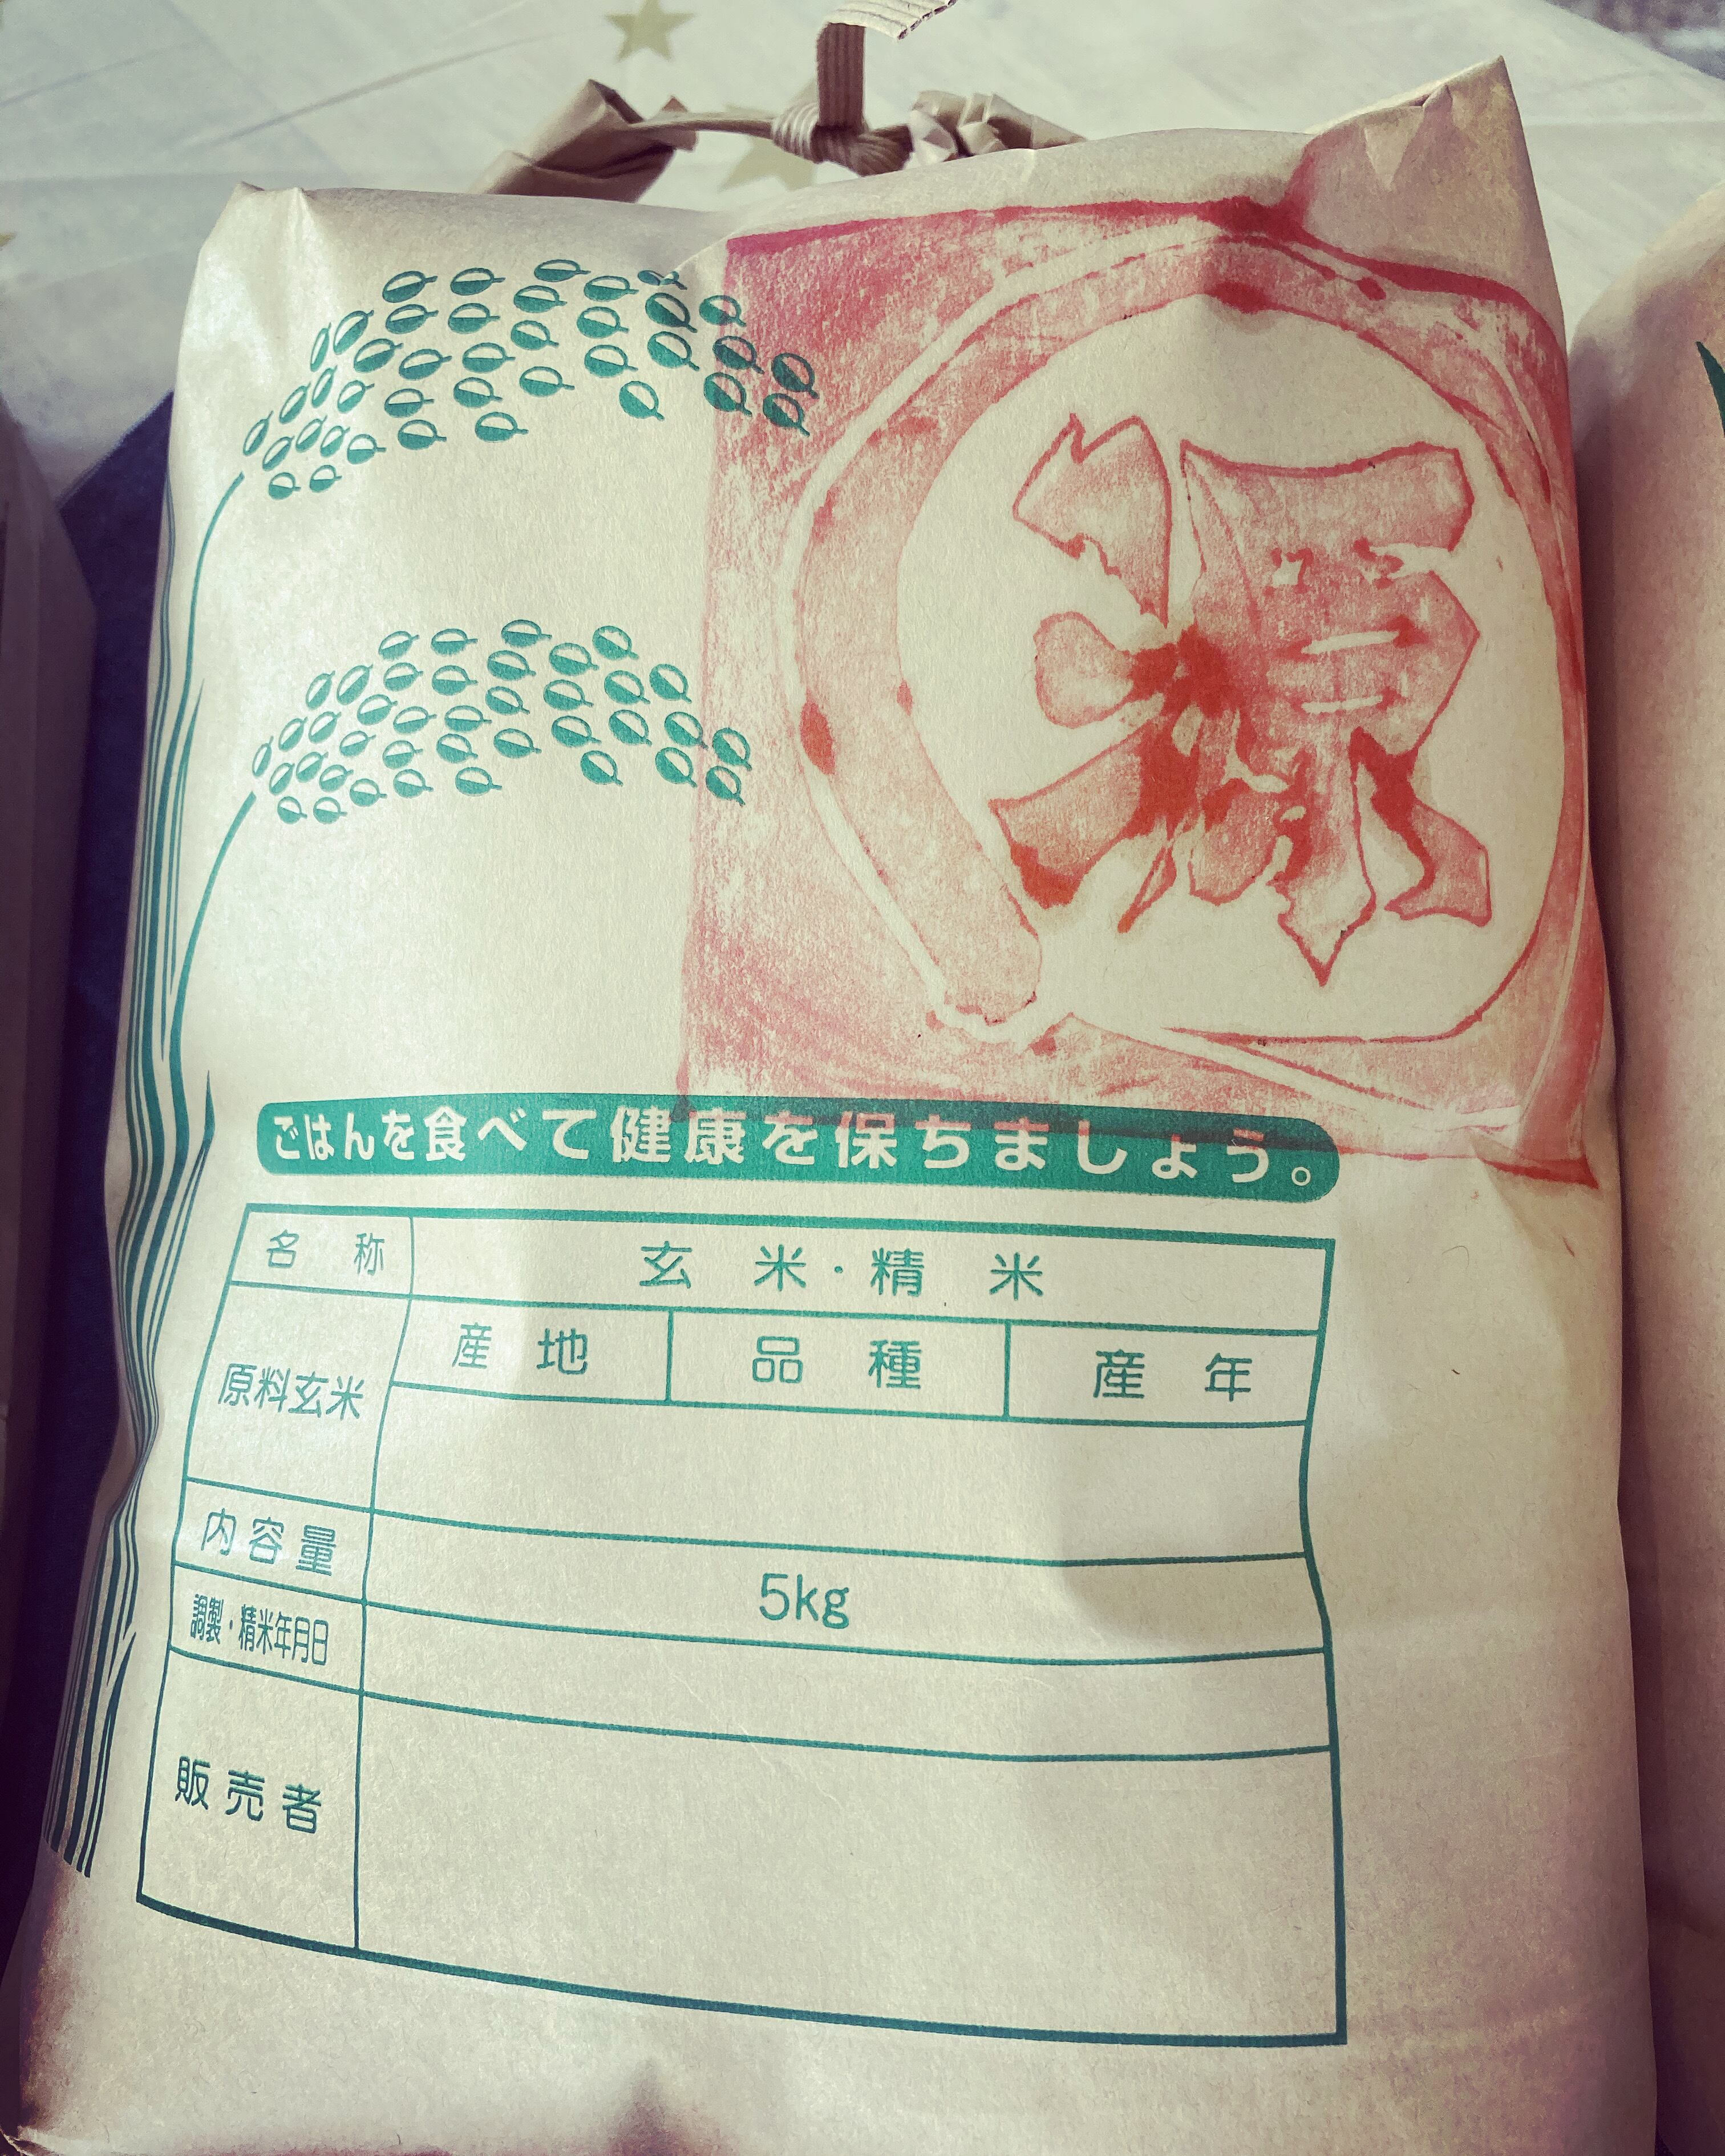 源
ごはんを食べて健康を保ちましょう。
名称 玄米・精米
原料玄米 産地 品種 産年
内容量 5kg
調製・精米年月日
販売者